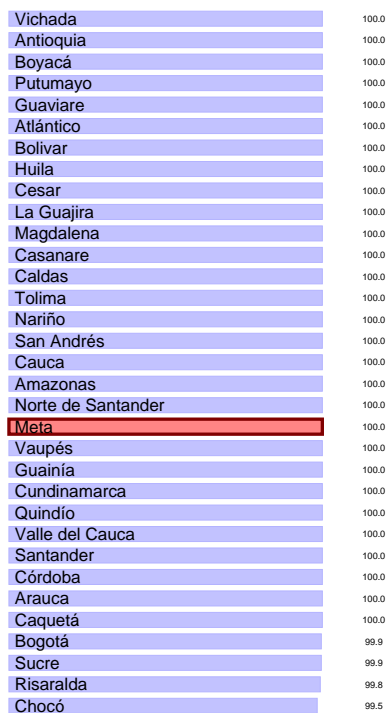 Vichada 100.0
Antioquia 100.0
Boyacá 100.0
Putumayo 100.0
Guaviare 100.0
Atlántico 100.0
Bolivar 100.0
Huila 100.0
Cesar 100.0
La Guajira 100.0
Magdalena 100.0
Casanare 100.0
Caldas 100.0
Tolima 100.0
Nariño 100.0
San Andrés 100.0
Cauca 100.0
Amazonas 100.0
Norte de Santander 100.0
Meta 100.0
Vaupés 100.0
Guainía 100.0
Cundinamarca 100.0
Quindío 100.0
Valle del Cauca 100.0
Santander 100.0
Córdoba 100.0
Arauca 100.0
Caquetá 100.0
Bogotá 99.9
Sucre 99.9
Risaralda 99.8
Chocó 99.5